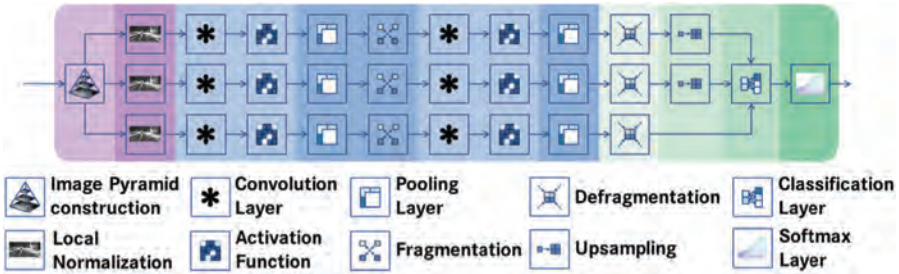 Image Pyramid
construction
Convolution
Layer
Pooling
Layer
Defragmentation
Classification
Layer
Local
Normalization
Activation
Function
Fragmentation
Upsampling
Softmax
Layer